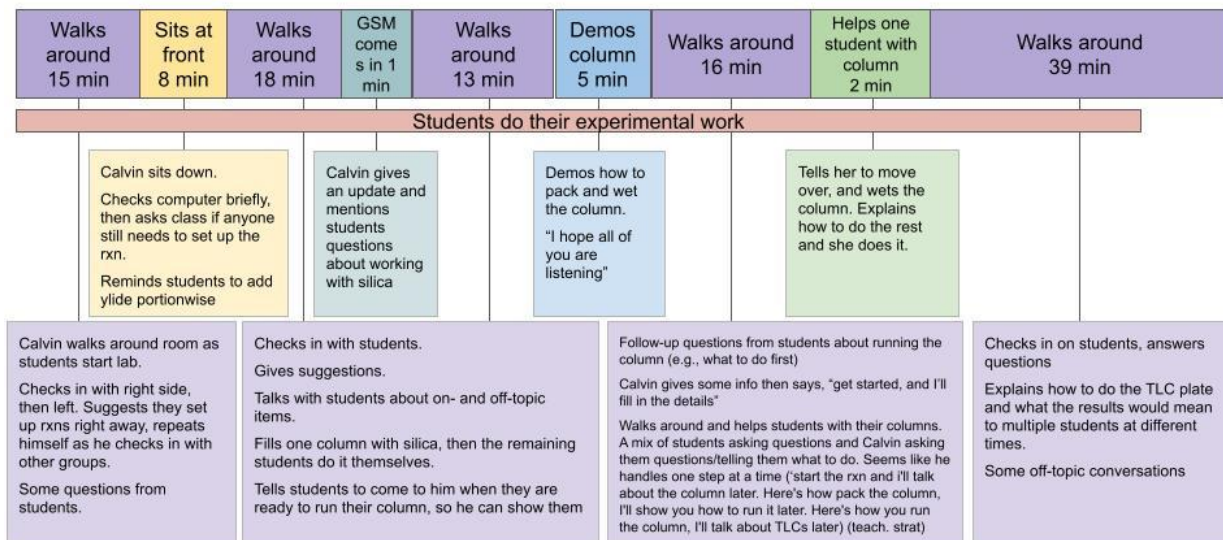 Walks
around
15 min
Sits at
front
8 min
Walks
around
18 min
GSM
come
s in 1
min
Walks
around
13 min
Demos
column
5 min
Walks around
16 min
Helps one
student with
column
2 min
Walks around
39 min
Students do their experimental work
Calvin sits down.
Checks computer briefly,
then asks class if anyone
still needs to set up the
rxn.
Reminds students to add
ylide portionwise
Calvin gives
an update and
mentions
students
questions
about working
with silica
Demos how to
pack and wet
the column.
“I hope all of
you are
listening”
Tells her to move
over, and wets the
column. Explains
how to do the rest
and she does it.
Calvin walks around room as
students start lab.
Checks in with right side,
then left. Suggests they set
up rxns right away, repeats
himself as he checks in with
other groups.
Some questions from
students.
Checks in with students.
Gives suggestions.
Talks with students about on- and off-topic
items.
Fills one column with silica, then the remaining
students do it themselves.
Tells students to come to him when they are
ready to run their column, so he can show them
Follow-up questions from students about running the
column (e.g., what to do first)
Calvin gives some info then says, “get started, and I’ll
fill in the details”
Walks around and helps students with their columns.
A mix of students asking questions and Calvin asking
them questions/telling them what to do. Seems like he
handles one step at a time (‘start the rxn and i'll talk
about the column later. Here's how pack the column,
I'll show you how to run it later. Here's how you run
the column, I'll talk about TLCs later) (teach. strat)
Checks in on students, answers
questions
Explains how to do the TLC plate
and what the results would mean
to multiple students at different
times.
Some off-topic conversations